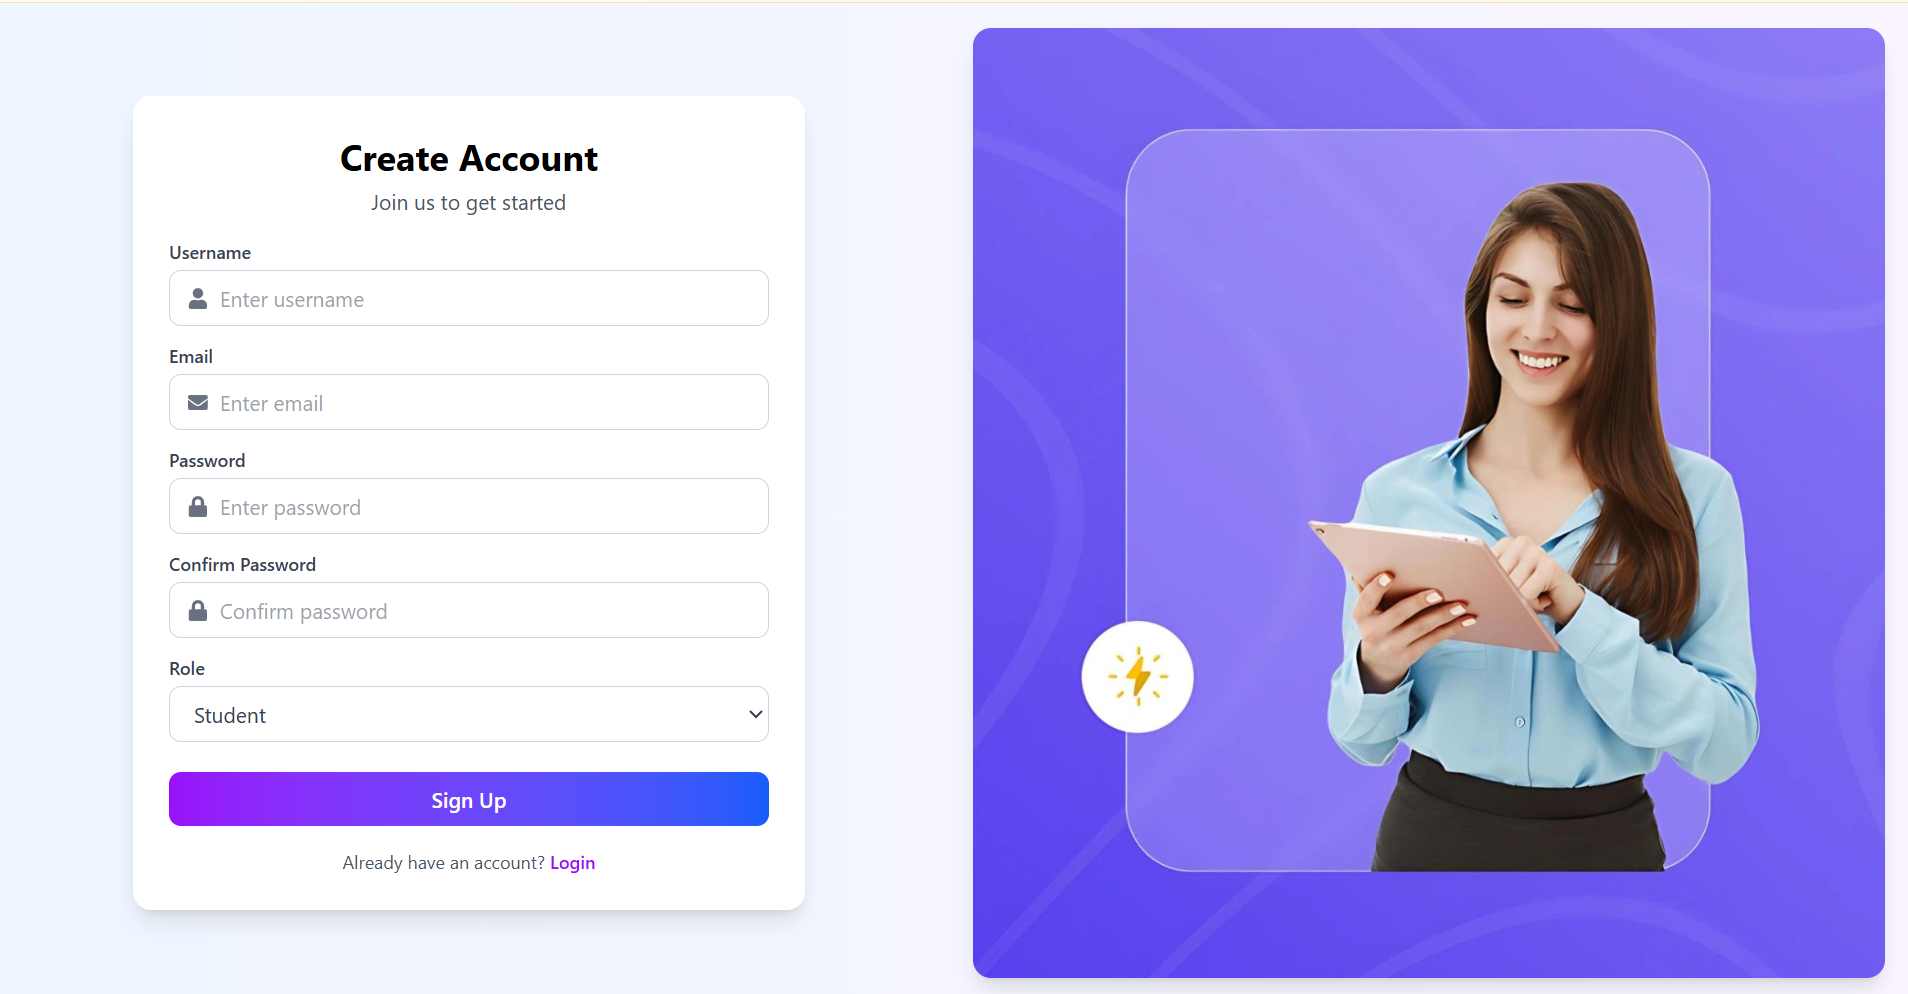 Create Account
Join us to get started
Username
Enter username
Email
Enter email
Password
Enter password
Confirm Password
Confirm password
Role
Student
Sign Up
Already have an account? Login